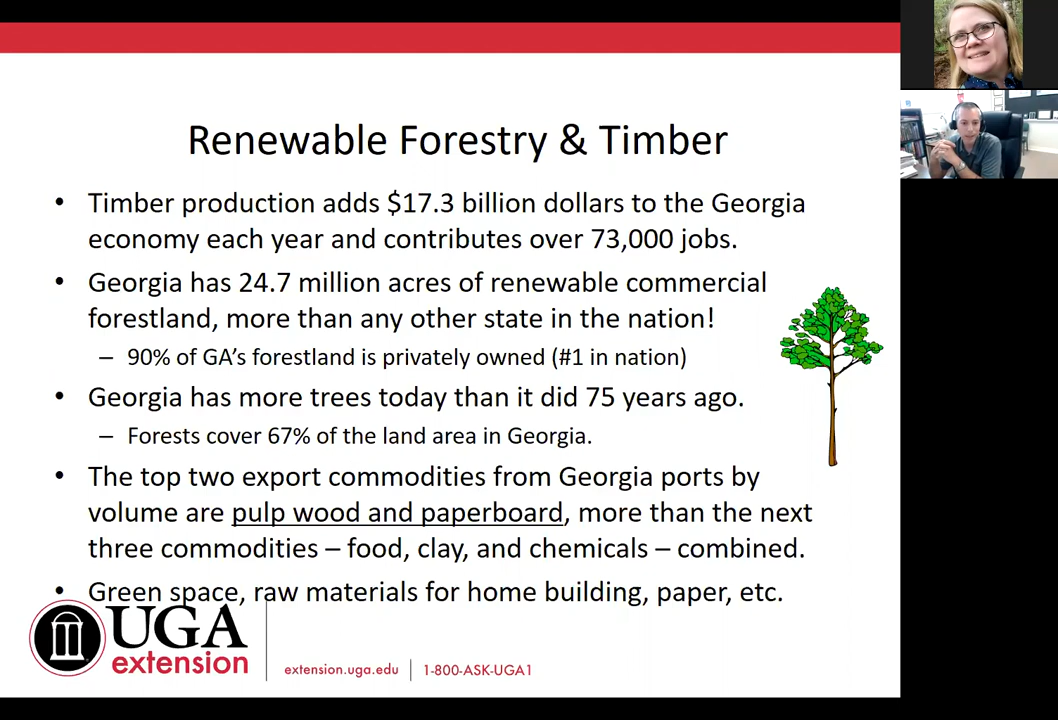 Renewable Forestry & Timber
• Timber production adds $17.3 billion dollars to the Georgia
economy each year and contributes over 73,000 jobs.
• Georgia has 24.7 million acres of renewable commercial
forestland, more than any other state in the nation!
– 90% of GA's forestland is privately owned (#1 in nation)
• Georgia has more trees today than it did 75 years ago.
– Forests cover 67% of the land area in Georgia.
• The top two export commodities from Georgia ports by
volume are pulp wood and paperboard, more than the next
three commodities – food, clay, and chemicals – combined.
• Green space, raw materials for home building, paper, etc.
UGA
extension
extension.uga.edu | 1-800-ASK-UGA1